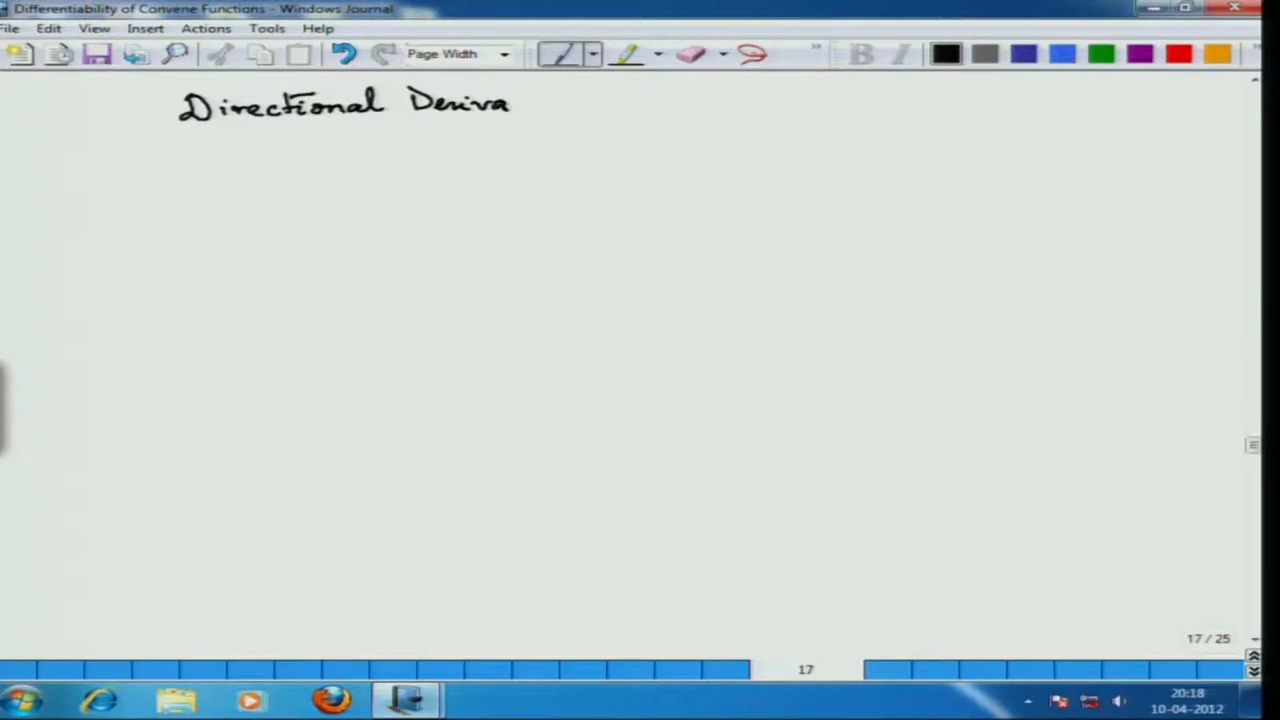 Differentiability of Convene Functions - Windows Journal
File Edit View Insert Actions Tools Help
Page Width
B I
Directional Deriva
17 / 25
17
20:18
10-04-2012